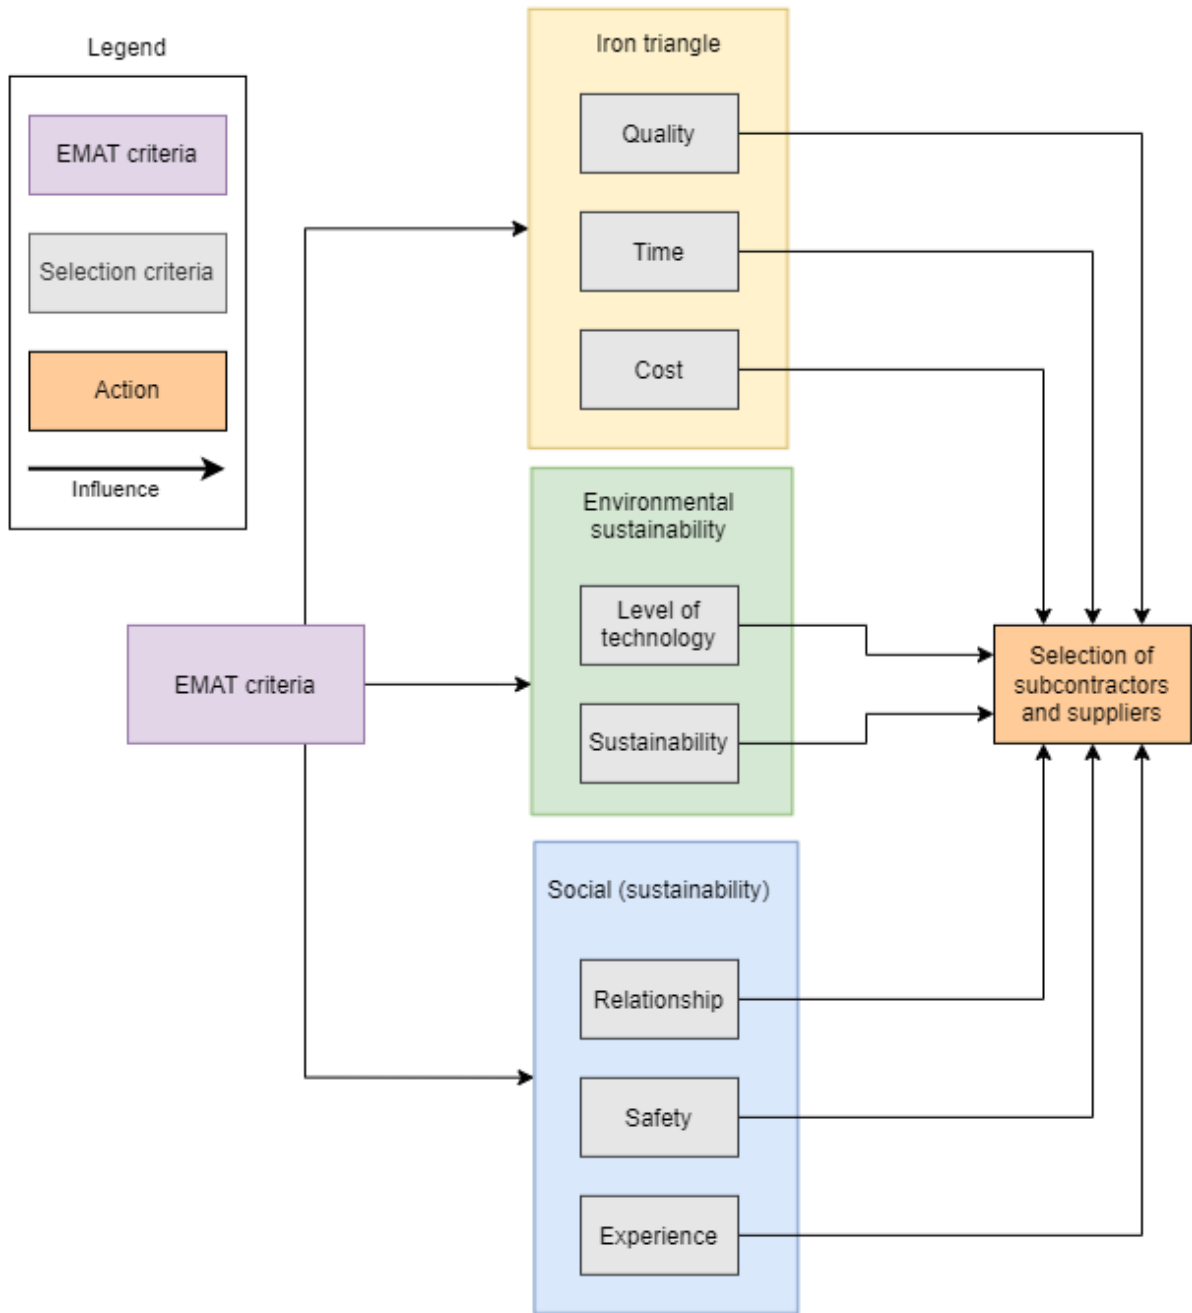 Legend
EMAT criteria
Selection criteria
Action
Influence
EMAT criteria
Iron triangle
Quality
Time
Cost
Environmental
sustainability
Level of
technology
Sustainability
Social (sustainability)
Relationship
Safety
Experience
Selection of
subcontractors
and suppliers